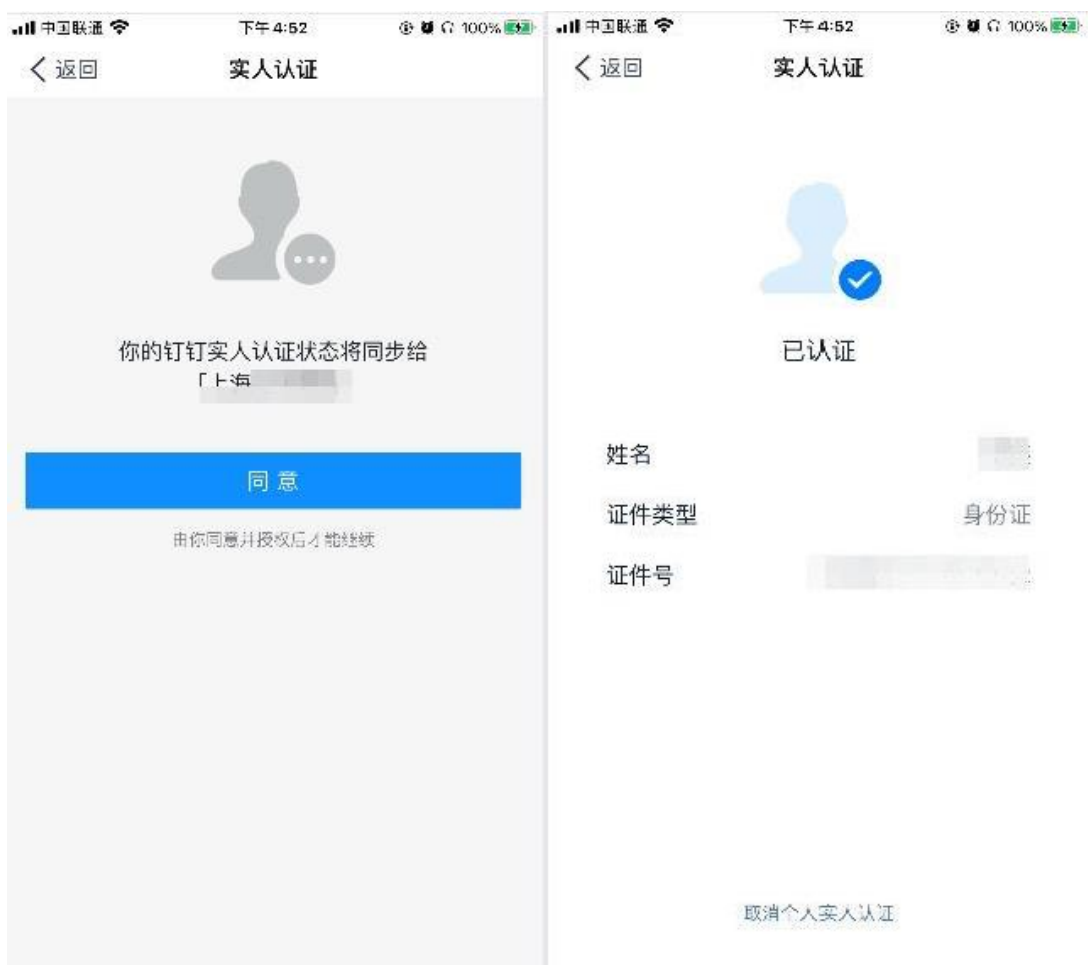 中国联通 下午4:52 100%
返回 实人认证
你的钉钉实人认证状态将同步给
「上海
同意
由你同意并授权后才能继续
中国联通 下午4:52 100%
返回 实人认证
已认证
姓名
证件类型 身份证
证件号
取消个人实人认证